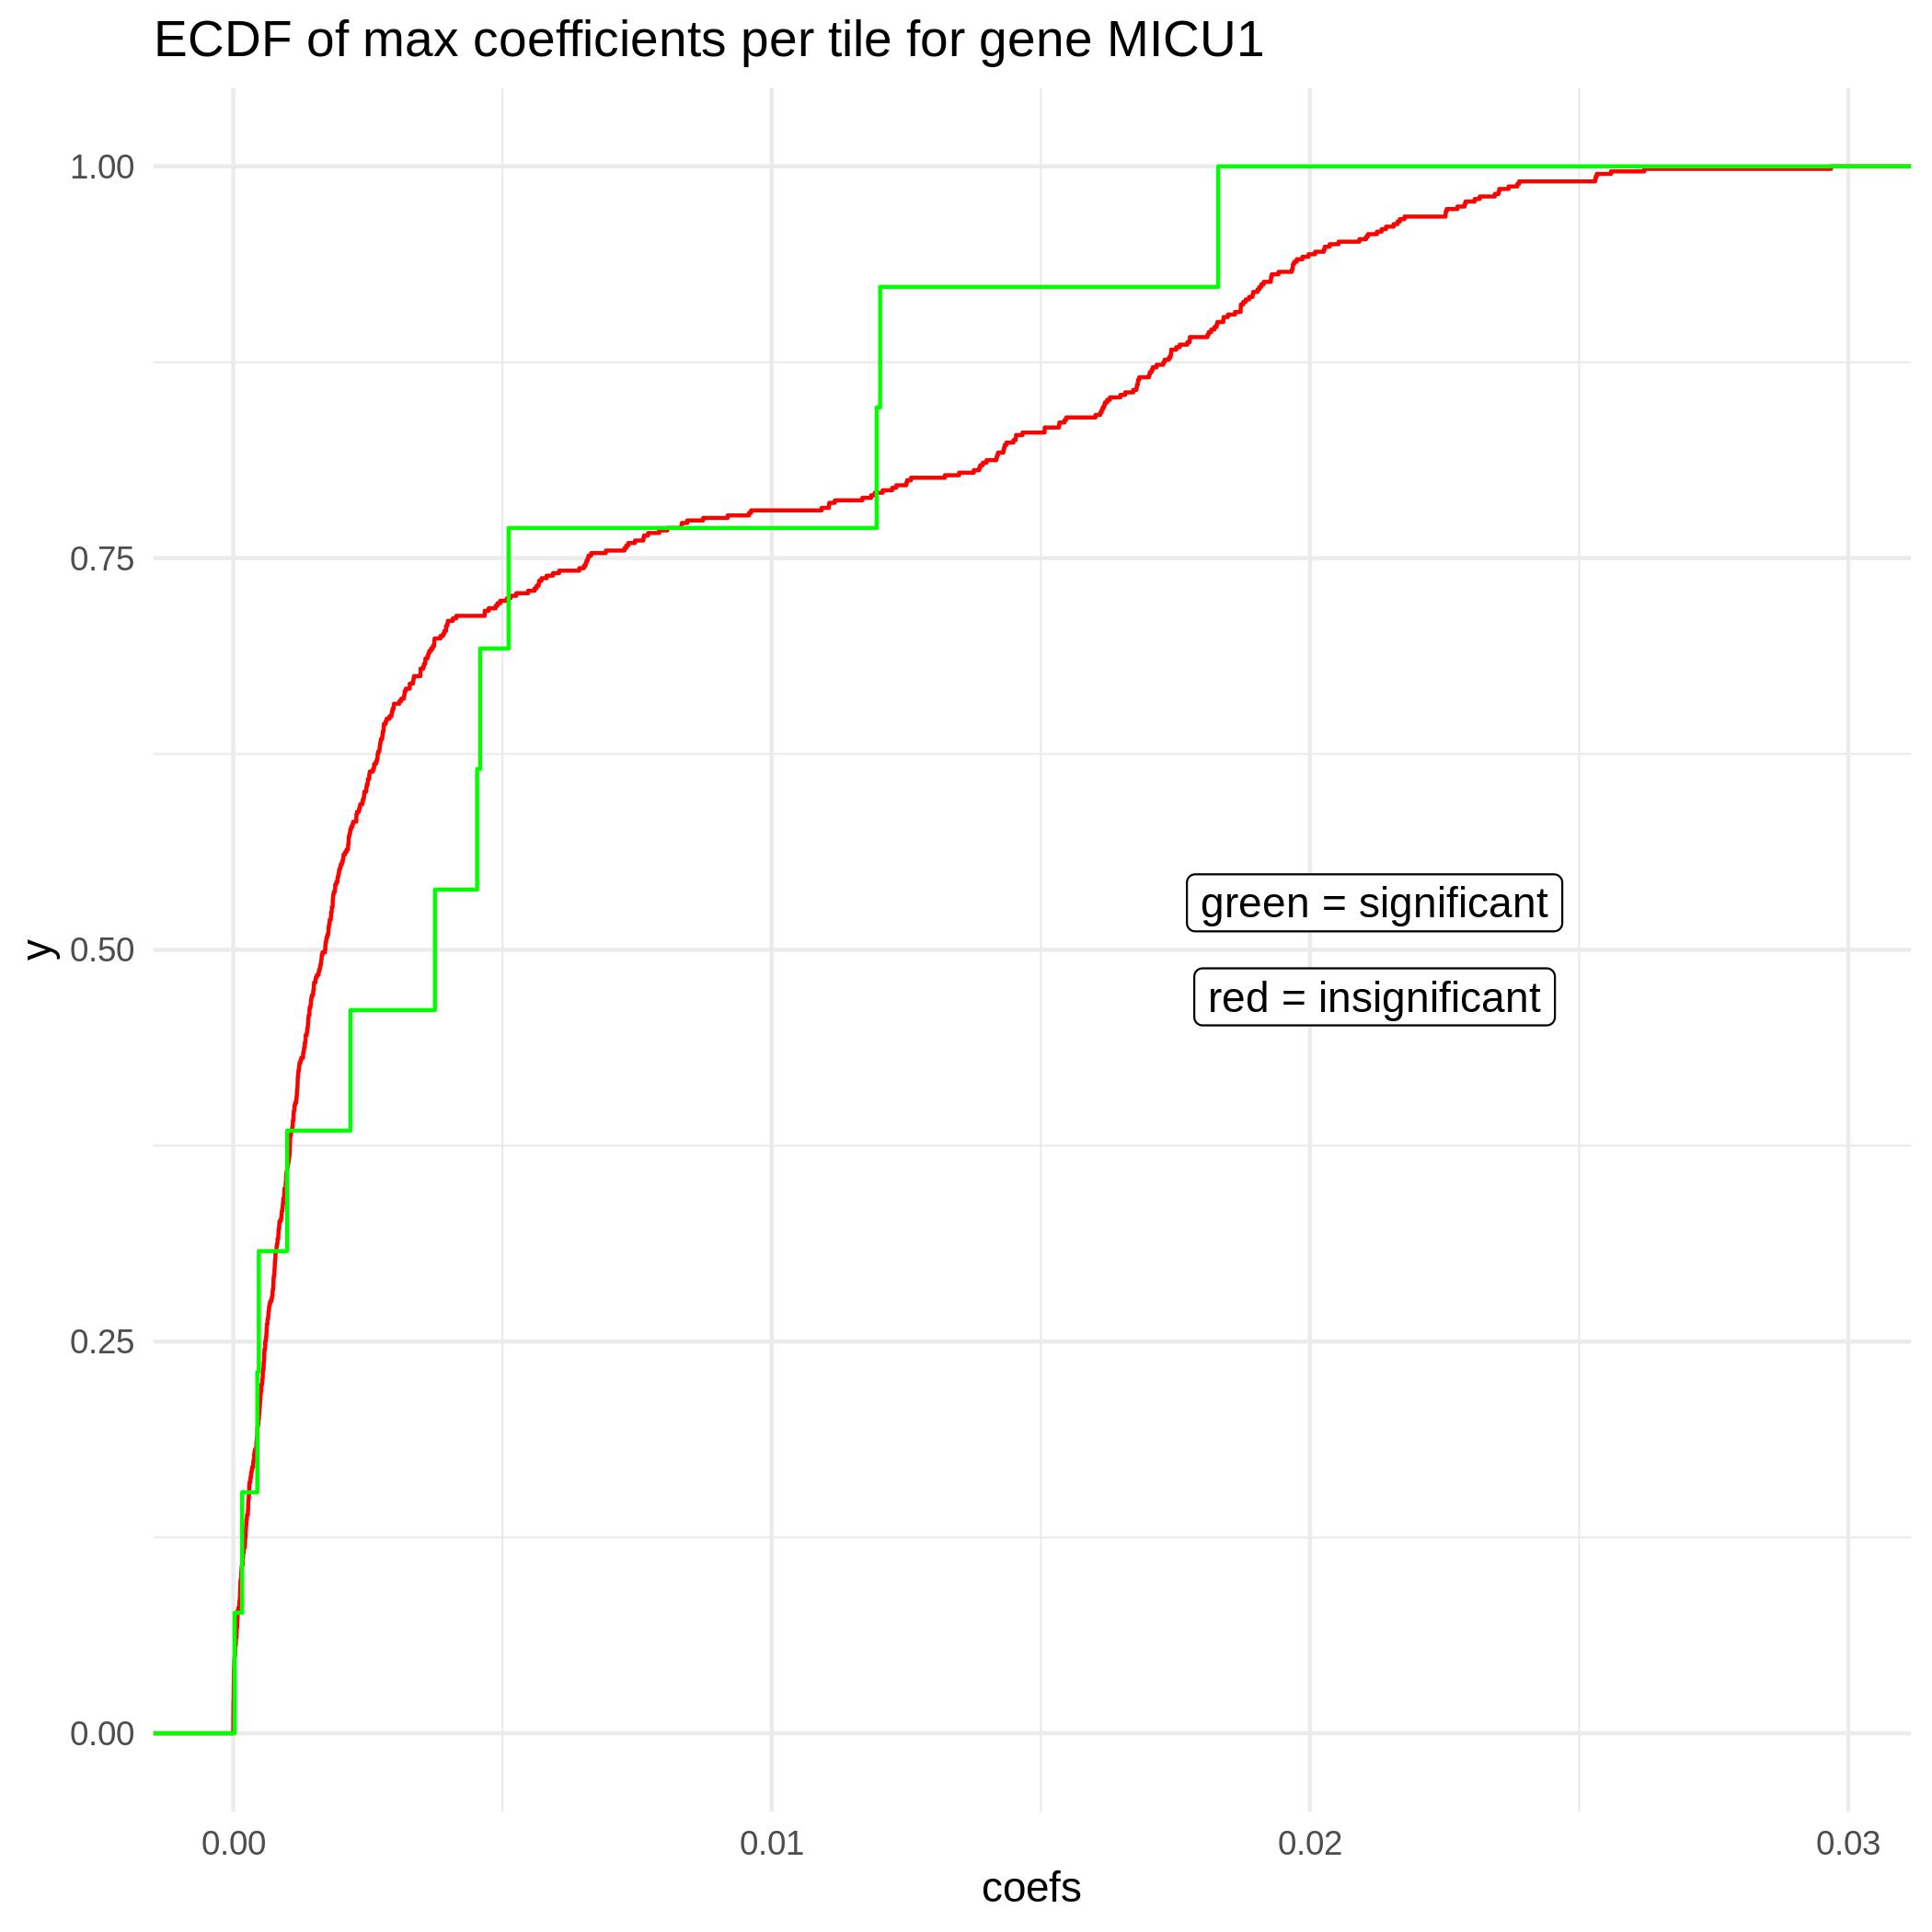 ECDF of max coefficients per tile for gene MICU1
1.00
0.75
0.50
0.25
0.00
y
green = significant
red = insignificant
0.00 0.01 0.02 0.03
coefs